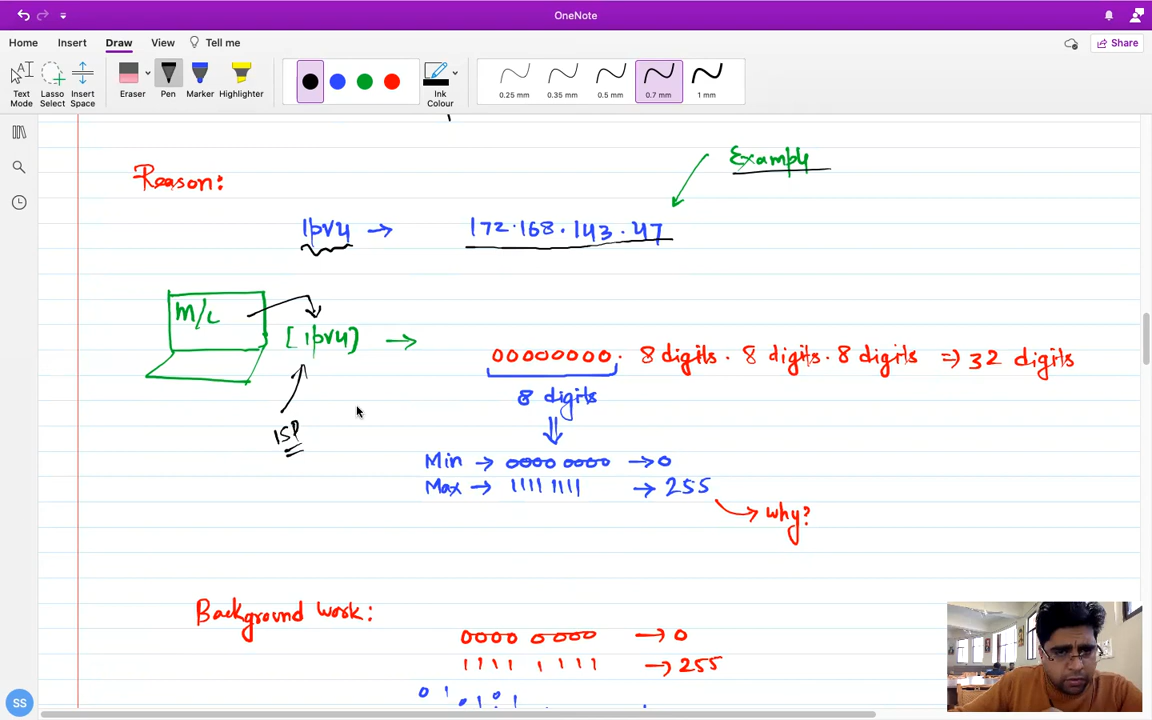 OneNote
Home Insert Draw View Tell me
Share
Text Mode
Lasso Select
Insert Space
Eraser
Pen
Marker
Highlighter
Ink Colour
0.25 mm
0.35 mm
0.5 mm
0.7 mm
1 mm
Example
Reason:
IPv4 → 172.168.143.47
M/C
[IPv4] →
00000000. 8 digits. 8 digits. 8 digits => 32 digits
8 digits
ISP
Min → 0000 0000 → 0
Max → 1111 1111 → 255
why?
Background work:
0000 0000 → 0
1111 1111 → 255
SS